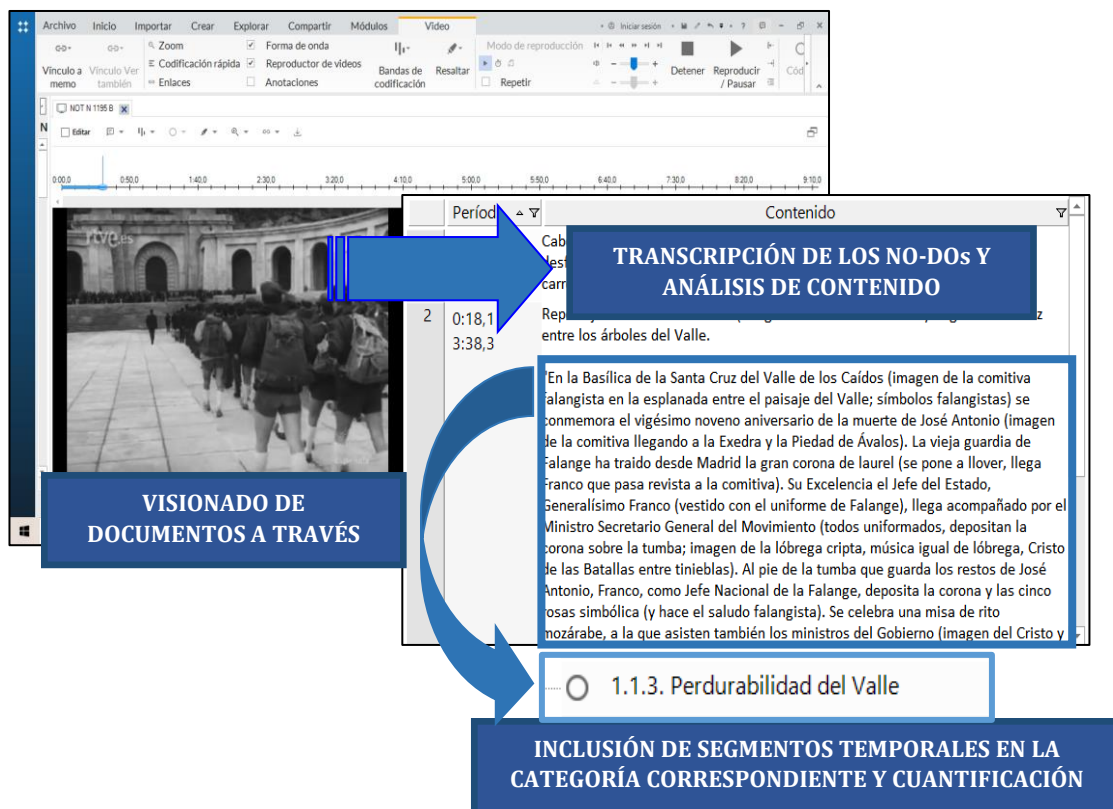 Archivo Inicio Importar Crear Explorar Compartir Módulos Video Iniciar sesión
Zoom Forma de onda Modo de reproducción
Codificación rápida Reproductor de videos
Vínculo a memo Vínculo Ver también Enlaces Anotaciones Bandas de codificación Resaltar Repetir Detener Reproducir / Pausar Cód
NOT N 1195 B
N Editar
0:00,0 0:50,0 1:40,0 2:30,0 3:20,0 4:10,0 5:00,0 5:50,0 6:40,0 7:30,0 8:20,0 9:10,0
rtve.es
Períod Contenido
Cab
desf
carr
TRANSCRIPCIÓN DE LOS NO-DOs Y
ANÁLISIS DE CONTENIDO
2 0:18,1
3:38,3
Rep
entre los árboles del Valle.
"En la Basílica de la Santa Cruz del Valle de los Caídos (imagen de la comitiva
falangista en la esplanada entre el paisaje del Valle; símbolos falangistas) se
conmemora el vigésimo noveno aniversario de la muerte de José Antonio (imagen
de la comitiva llegando a la Exedra y la Piedad de Ávalos). La vieja guardia de
Falange ha traido desde Madrid la gran corona de laurel (se pone a llover, llega
Franco que pasa revista a la comitiva). Su Excelencia el Jefe del Estado,
Generalísimo Franco (vestido con el uniforme de Falange), llega acompañado por el
Ministro Secretario General del Movimiento (todos uniformados, depositan la
corona sobre la tumba; imagen de la lóbrega cripta, música igual de lóbrega, Cristo
de las Batallas entre tinieblas). Al pie de la tumba que guarda los restos de José
Antonio, Franco, como Jefe Nacional de la Falange, deposita la corona y las cinco
rosas simbólica (y hace el saludo falangista). Se celebra una misa de rito
mozárabe, a la que asisten también los ministros del Gobierno (imagen del Cristo y
VISIONADO DE
DOCUMENTOS A TRAVÉS
1.1.3. Perdurabilidad del Valle
INCLUSIÓN DE SEGMENTOS TEMPORALES EN LA
CATEGORÍA CORRESPONDIENTE Y CUANTIFICACIÓN